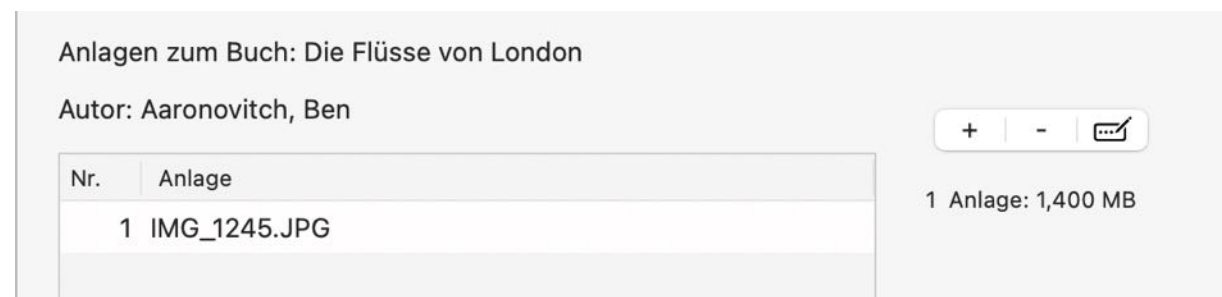 Anlagen zum Buch: Die Flüsse von London
Autor: Aaronovitch, Ben
+ -
Nr. Anlage
1 Anlage: 1,400 MB
1 IMG_1245.JPG